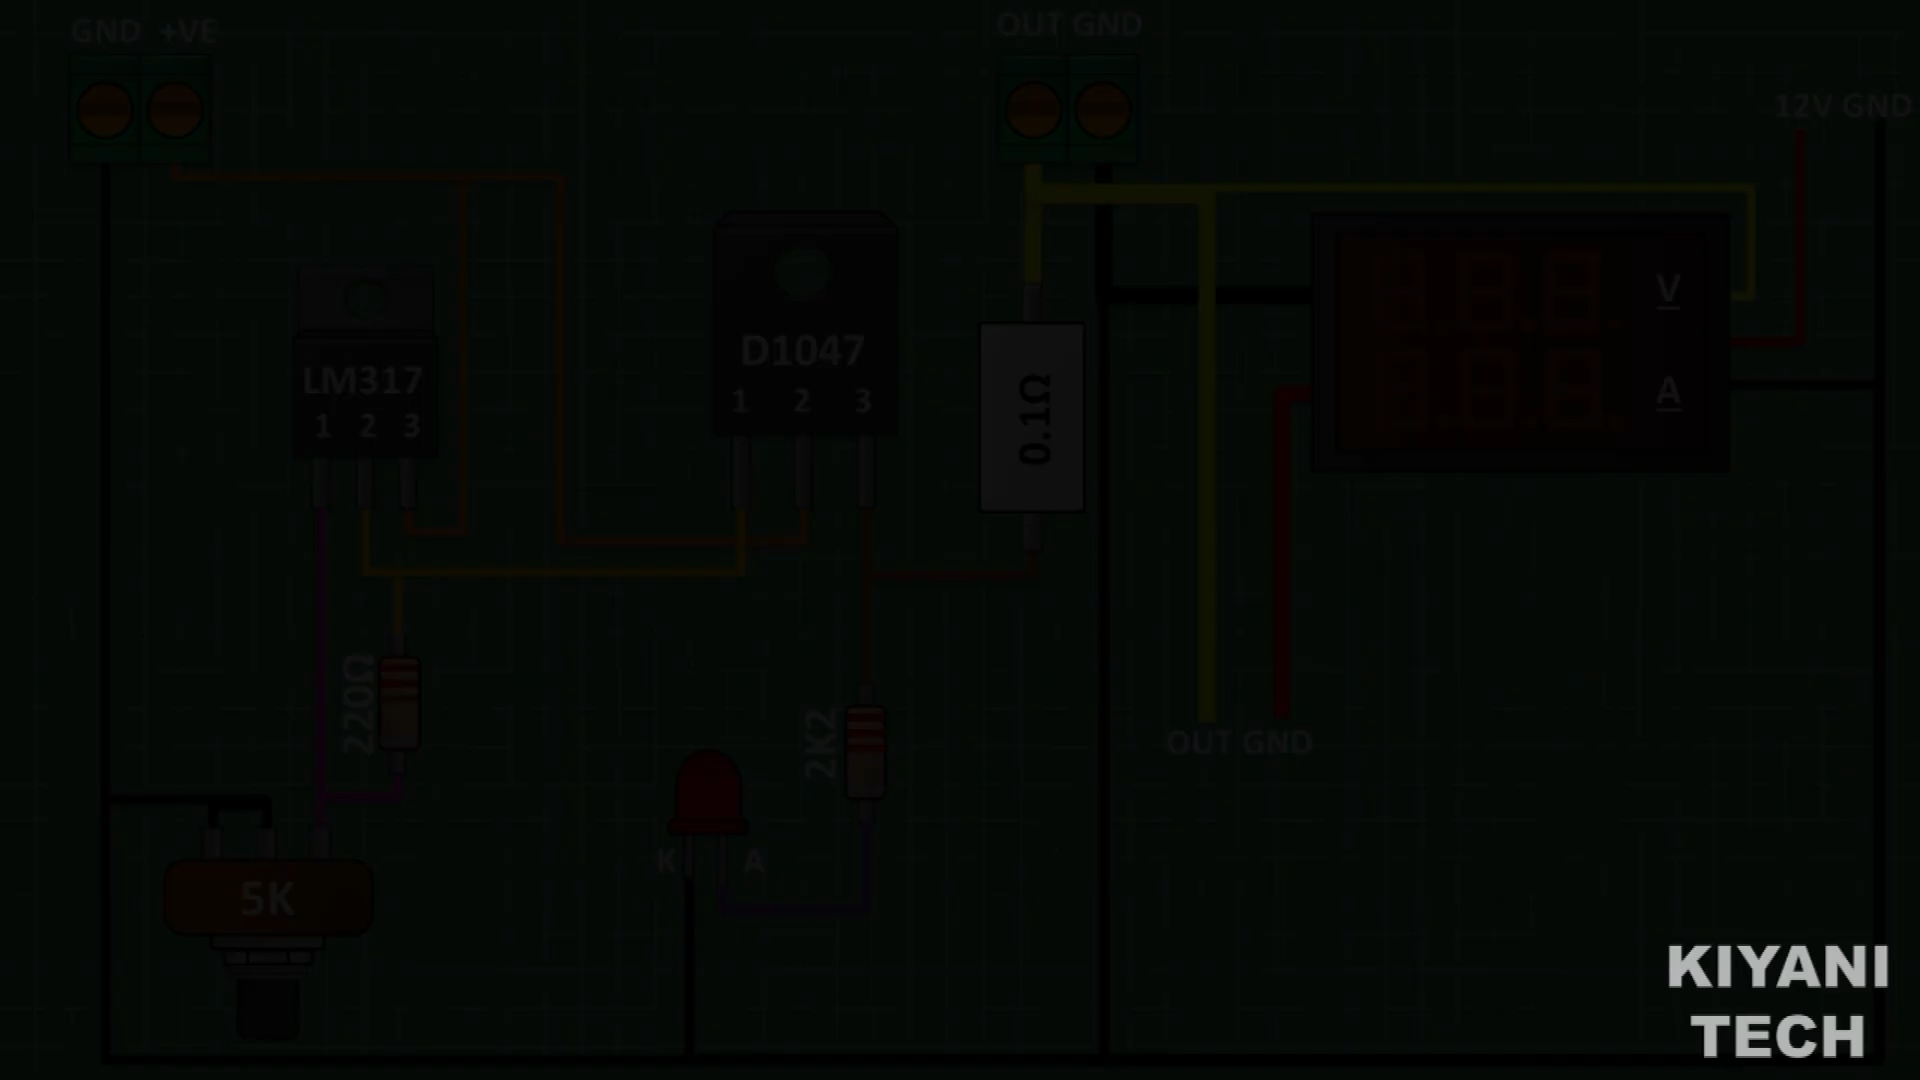 GND +VE
OUT GND
12V GND
LM317
1 2 3
D1047
1 2 3
0.1Ω
V
A
220Ω
2K2
OUT GND
K A
5K
KIYANI
TECH